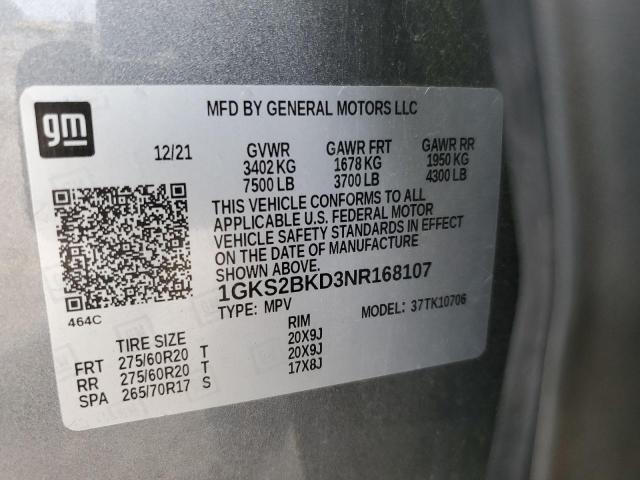 gm
MFD BY GENERAL MOTORS LLC
12/21 GVWR GAWR FRT GAWR RR
3402 KG 1678 KG 1950 KG
7500 LB 3700 LB 4300 LB
THIS VEHICLE CONFORMS TO ALL
APPLICABLE U.S. FEDERAL MOTOR
VEHICLE SAFETY STANDARDS IN EFFECT
ON THE DATE OF MANUFACTURE
SHOWN ABOVE.
1GKS2BKD3NR168107
TYPE: MPV MODEL: 37TK10706
464C
TIRE SIZE RIM
FRT 275/60R20 T 20X9J
RR 275/60R20 T 20X9J
SPA 265/70R17 S 17X8J